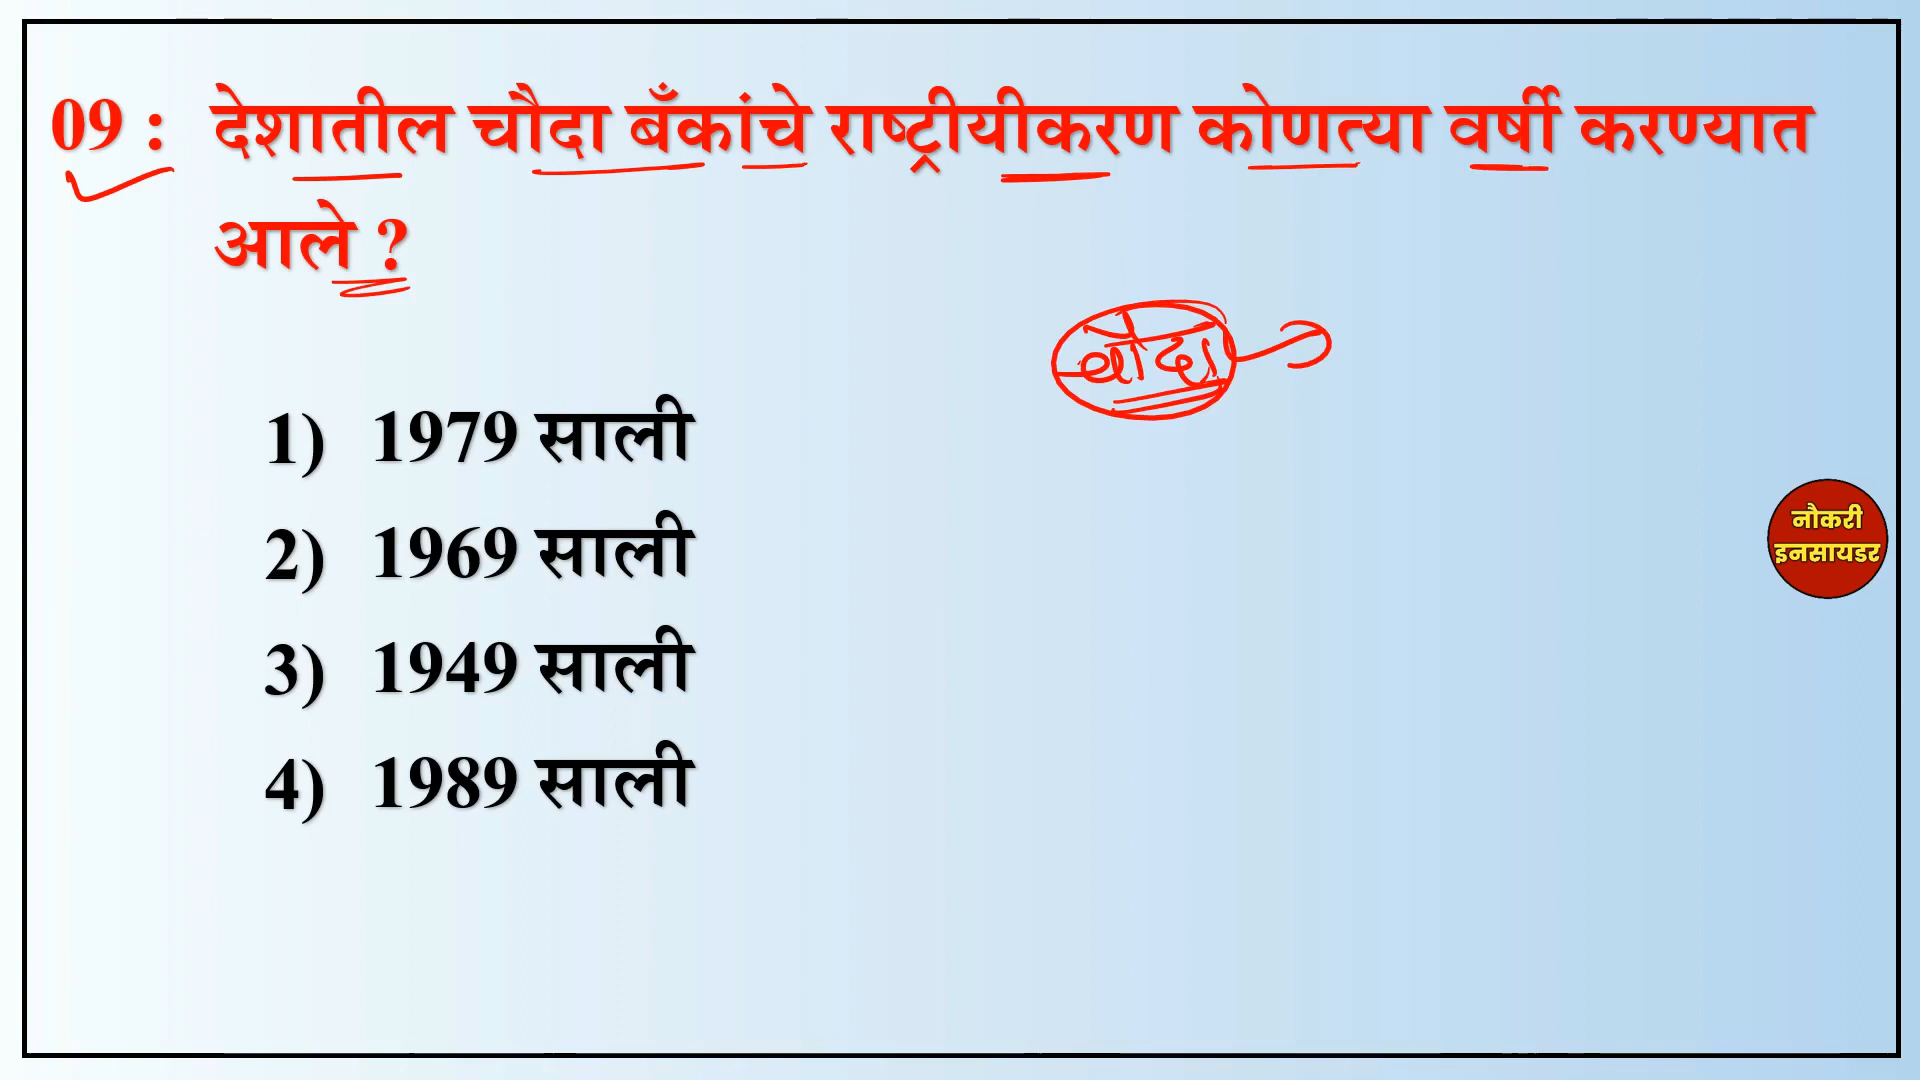 09 : देशातील चौदा बँकांचे राष्ट्रीयीकरण कोणत्या वर्षी करण्यात
आले ?
चौदा
1) 1979 साली
2) 1969 साली
3) 1949 साली
4) 1989 साली
नौकरी
इनसायडर